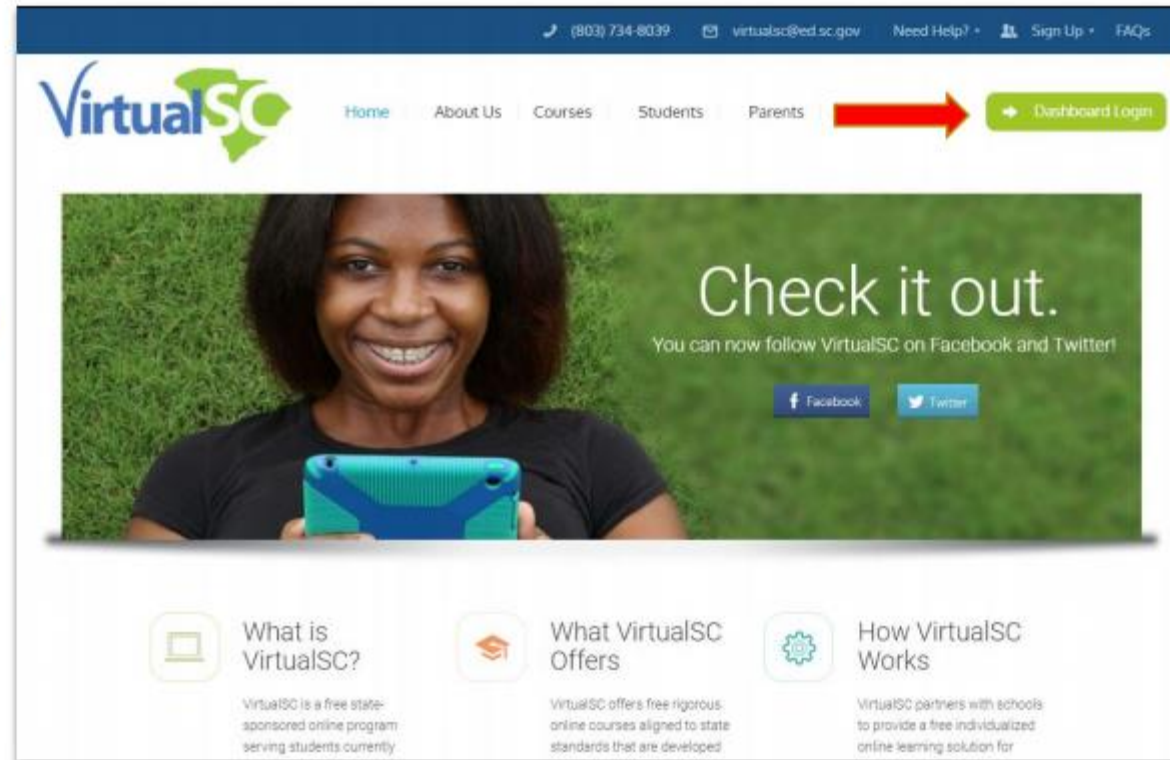 (803) 734-8039 virtualsc@ed.sc.gov Need Help? Sign Up FAQs
VirtualSC
Home About Us Courses Students Parents Dashboard Login
Check it out.
You can now follow VirtualSC on Facebook and Twitter!
Facebook Twitter
What is
VirtualSC?
VirtualSC is a free state-
sponsored online program
serving students currently
What VirtualSC
Offers
VirtualSC offers free rigorous
online courses aligned to state
standards that are developed
How VirtualSC
Works
VirtualSC partners with schools
to provide a free individualized
online learning solution for